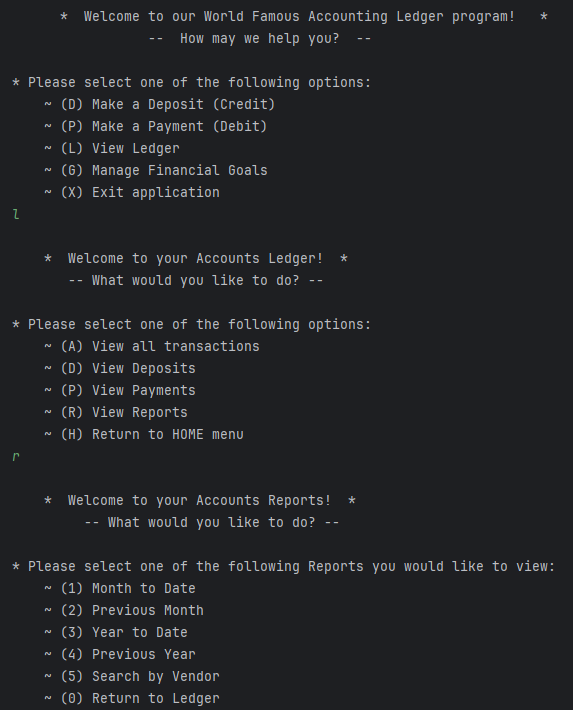 * Welcome to our World Famous Accounting Ledger program! *
-- How may we help you? --
* Please select one of the following options:
~ (D) Make a Deposit (Credit)
~ (P) Make a Payment (Debit)
~ (L) View Ledger
~ (G) Manage Financial Goals
~ (X) Exit application
l
* Welcome to your Accounts Ledger! *
-- What would you like to do? --
* Please select one of the following options:
~ (A) View all transactions
~ (D) View Deposits
~ (P) View Payments
~ (R) View Reports
~ (H) Return to HOME menu
r
* Welcome to your Accounts Reports! *
-- What would you like to do? --
* Please select one of the following Reports you would like to view:
~ (1) Month to Date
~ (2) Previous Month
~ (3) Year to Date
~ (4) Previous Year
~ (5) Search by Vendor
~ (0) Return to Ledger